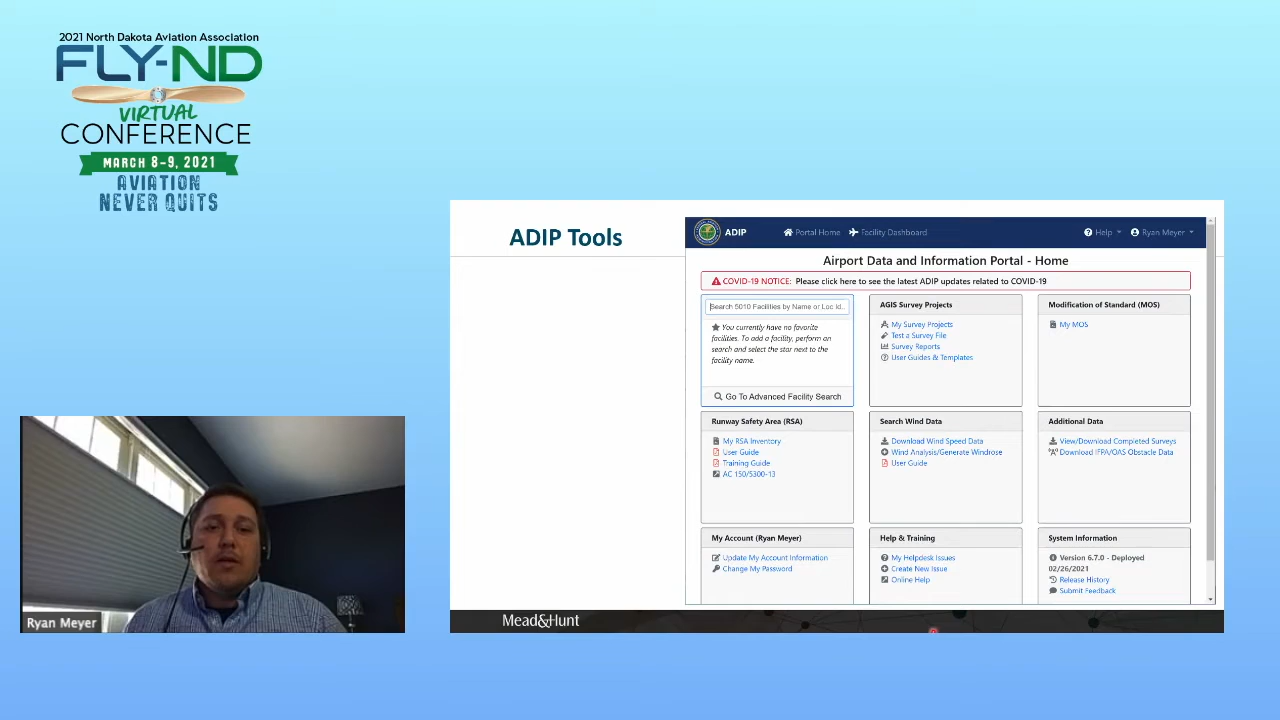 2021 North Dakota Aviation Association
FLY-ND
VIRTUAL
CONFERENCE
MARCH 8-9, 2021
AVIATION
NEVER QUITS
ADIP Tools
ADIP
Portal Home
Facility Dashboard
Help
Ryan Meyer
Airport Data and Information Portal - Home
COVID-19 NOTICE: Please click here to see the latest ADIP updates related to COVID-19
Search 5010 Facilities by Name or Loc Id...
You currently have no favorite
facilities. To add a facility, perform an
search and select the star next to the
facility name.
Go To Advanced Facility Search
AGIS Survey Projects
My Survey Projects
Test a Survey File
Survey Reports
User Guides & Templates
Modification of Standard (MOS)
My MOS
Runway Safety Area (RSA)
My RSA Inventory
User Guide
Training Guide
AC 150/5300-13
Search Wind Data
Download Wind Speed Data
Wind Analysis/Generate Windrose
User Guide
Additional Data
View/Download Completed Surveys
Download IFPA/OAS Obstacle Data
My Account (Ryan Meyer)
Update My Account Information
Change My Password
Help & Training
My Helpdesk Issues
Create New Issue
Online Help
System Information
Version 6.7.0 - Deployed
02/26/2021
Release History
Submit Feedback
Mead&Hunt
Ryan Meyer